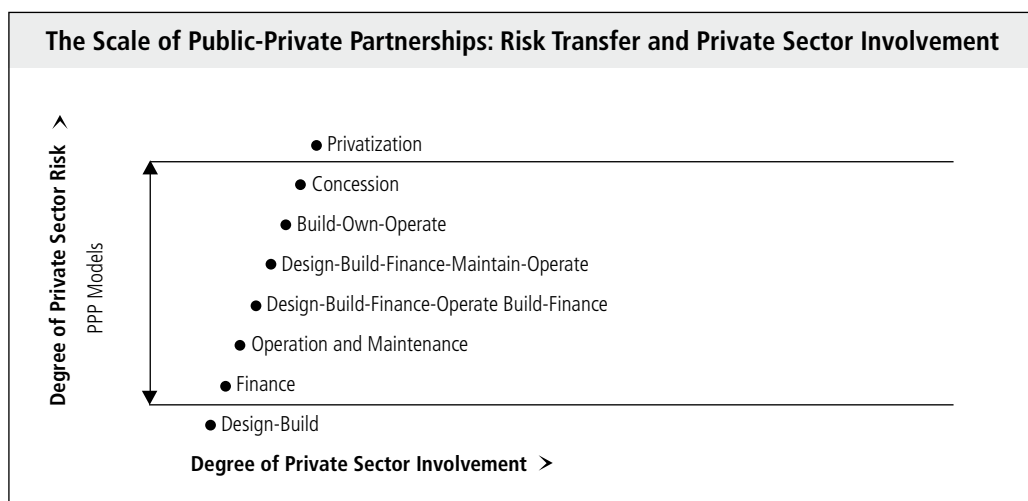 The Scale of Public-Private Partnerships: Risk Transfer and Private Sector Involvement
Degree of Private Sector Risk
PPP Models
Privatization
Concession
Build-Own-Operate
Design-Build-Finance-Maintain-Operate
Design-Build-Finance-Operate Build-Finance
Operation and Maintenance
Finance
Design-Build
Degree of Private Sector Involvement